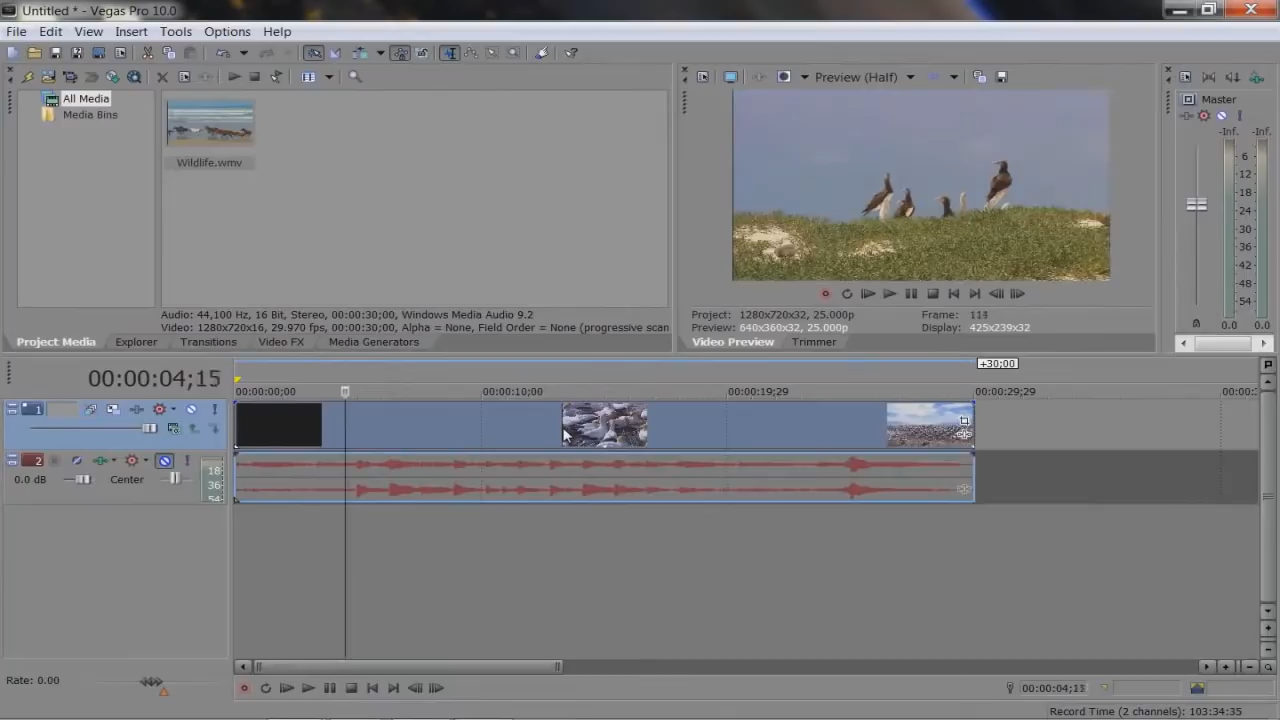 Untitled * - Vegas Pro 10.0
File Edit View Insert Tools Options Help
All Media
Media Bins
Wildlife.wmv
Audio: 44,100 Hz, 16 Bit, Stereo, 00:00:30;00, Windows Media Audio 9.2
Video: 1280x720x16, 29.970 fps, 00:00:30;00, Alpha = None, Field Order = None (progressive scan
Project Media Explorer Transitions Video FX Media Generators
Preview (Half)
Project: 1280x720x32, 25.000p Frame: 114
Preview: 640x360x32, 25.000p Display: 425x239x32
Video Preview Trimmer
Master
-Inf. -Inf.
6
12
18
24
30
36
42
48
54
0.0 0.0
+30;00
00:00:04;15
00:00:00;00 00:00:10;00 00:00:19;29 00:00:29;29 00:00:
1
2
0.0 dB Center
18
36
54
Rate: 0.00
00:00:04;15
Record Time (2 channels): 103:34:35